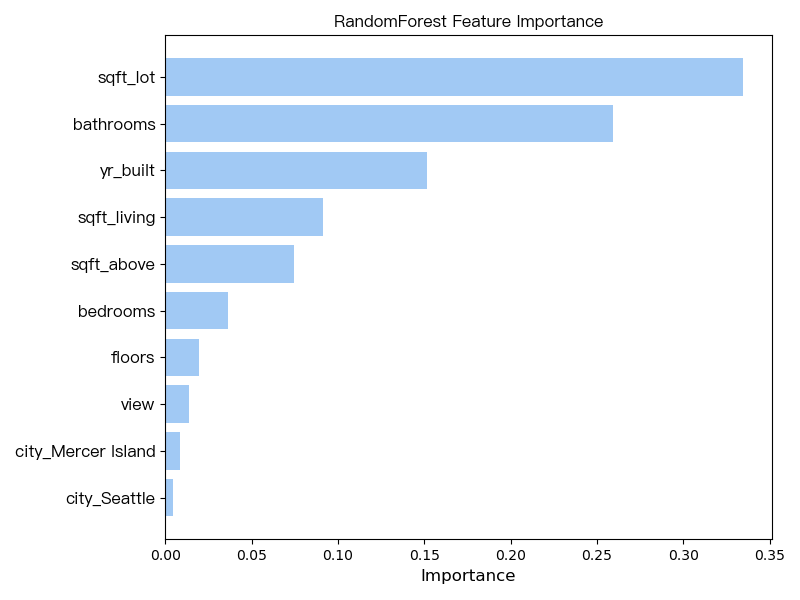 RandomForest Feature Importance
sqft_lot
bathrooms
yr_built
sqft_living
sqft_above
bedrooms
floors
view
city_Mercer Island
city_Seattle
0.00 0.05 0.10 0.15 0.20 0.25 0.30 0.35
Importance